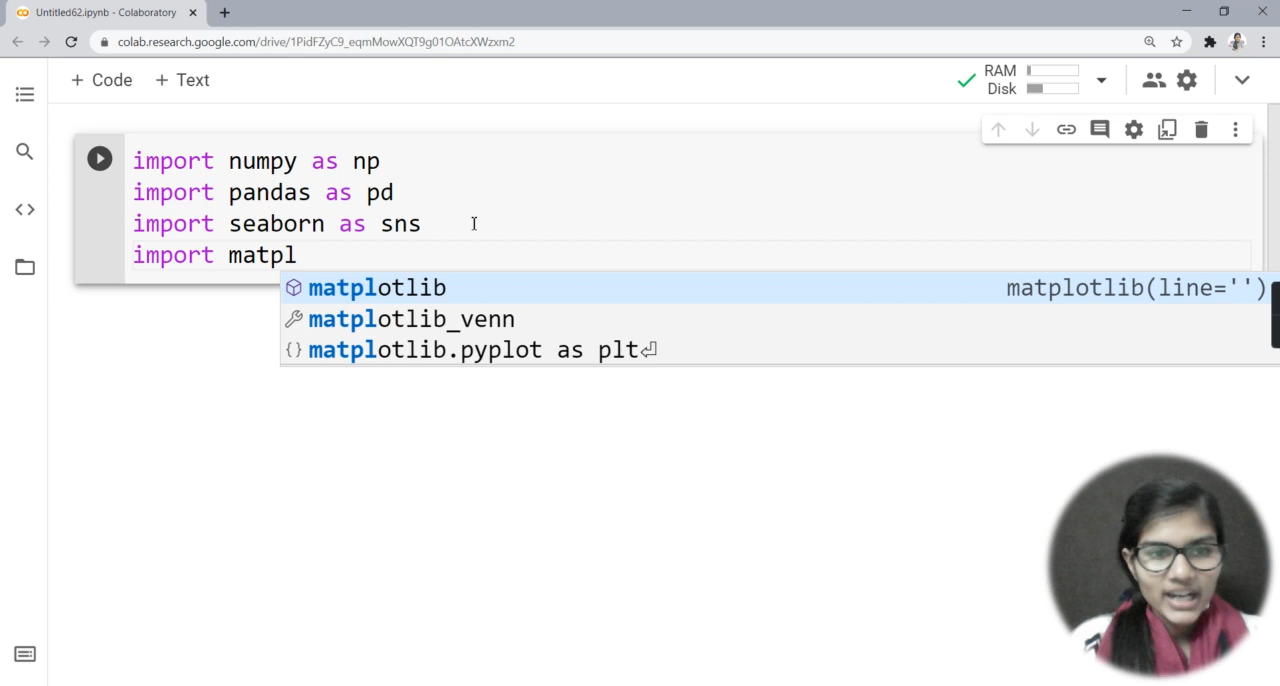 Untitled62.ipynb - Colaboratory
colab.research.google.com/drive/1PidFZyC9_eqmMowXQT9g01OAtcXWzxm2
+ Code + Text
RAM
Disk
import numpy as np
import pandas as pd
import seaborn as sns
import matpl
matplotlib matplotlib(line='')
matplotlib_venn
matplotlib.pyplot as plt